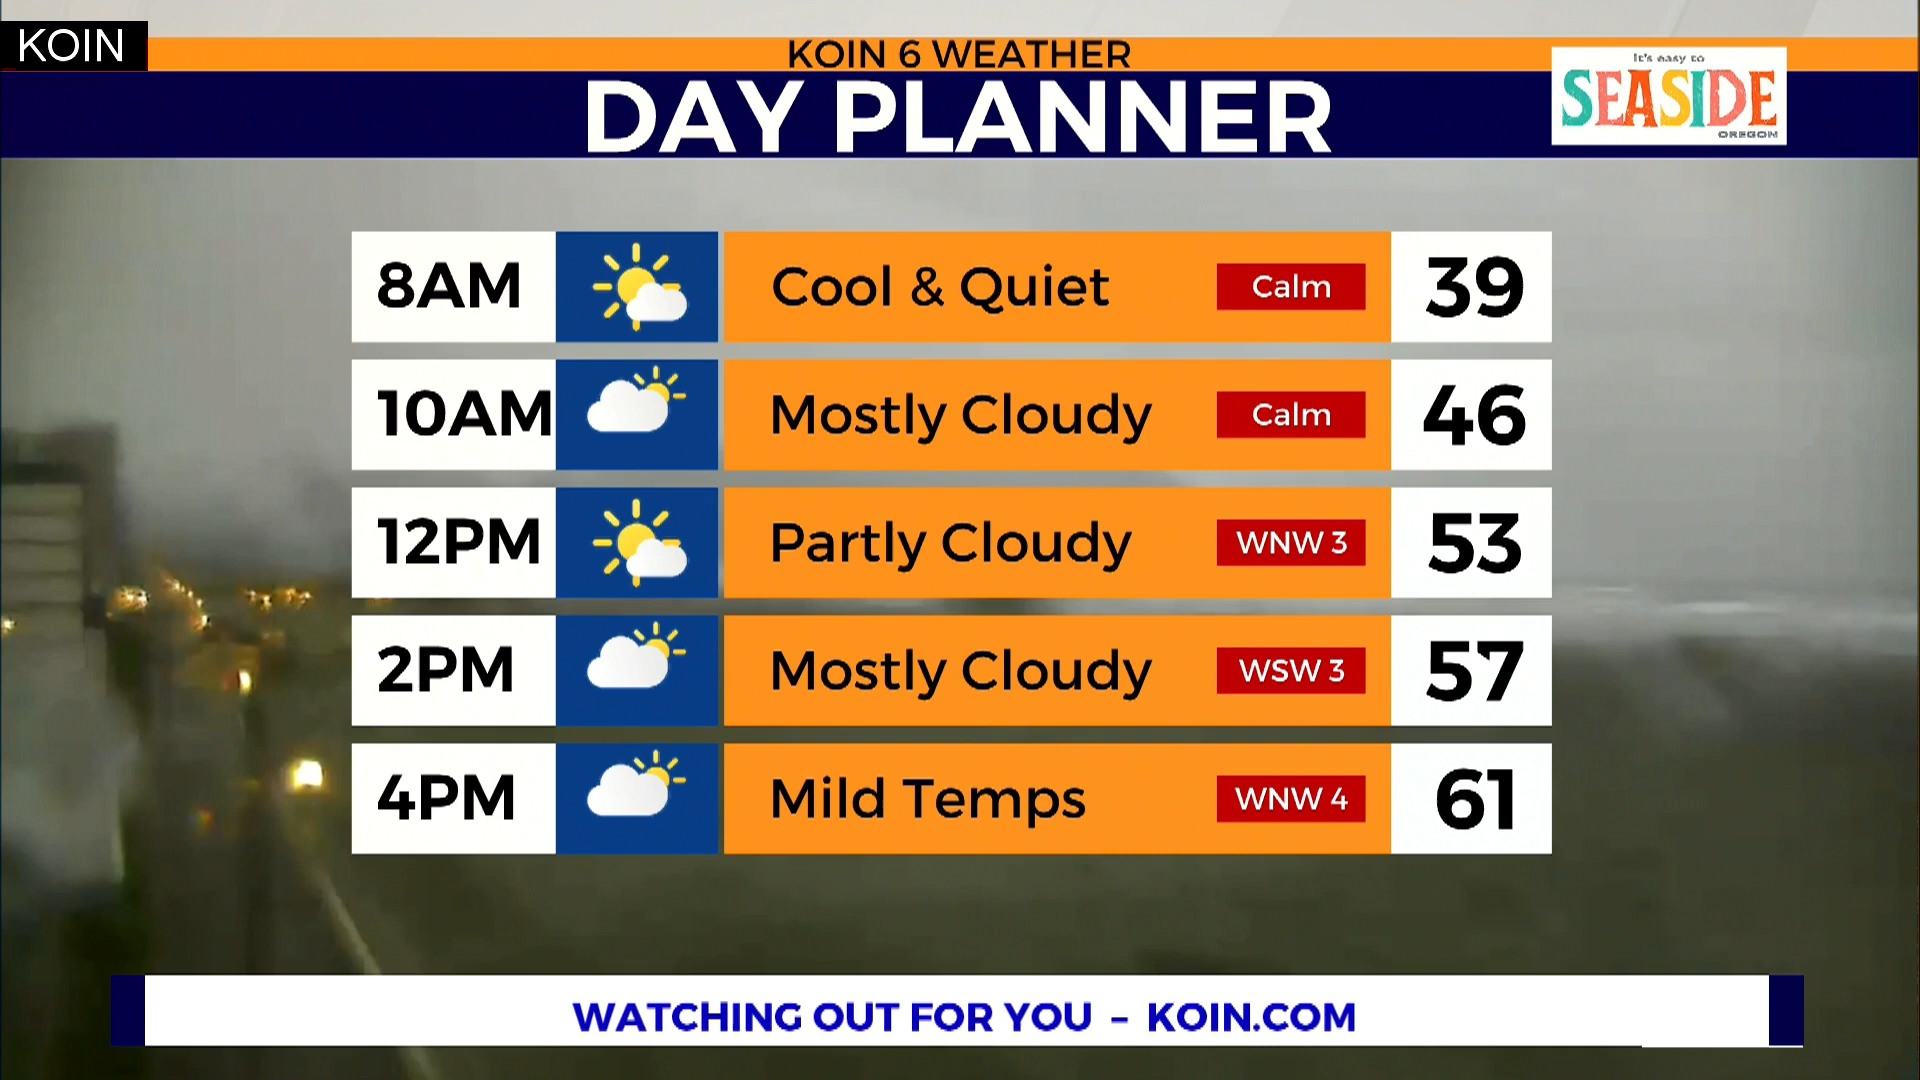 KOIN
KOIN 6 WEATHER
DAY PLANNER
It's easy to
SEASIDE
OREGON
8AM Cool & Quiet Calm 39
10AM Mostly Cloudy Calm 46
12PM Partly Cloudy WNW 3 53
2PM Mostly Cloudy WSW 3 57
4PM Mild Temps WNW 4 61
WATCHING OUT FOR YOU – KOIN.COM